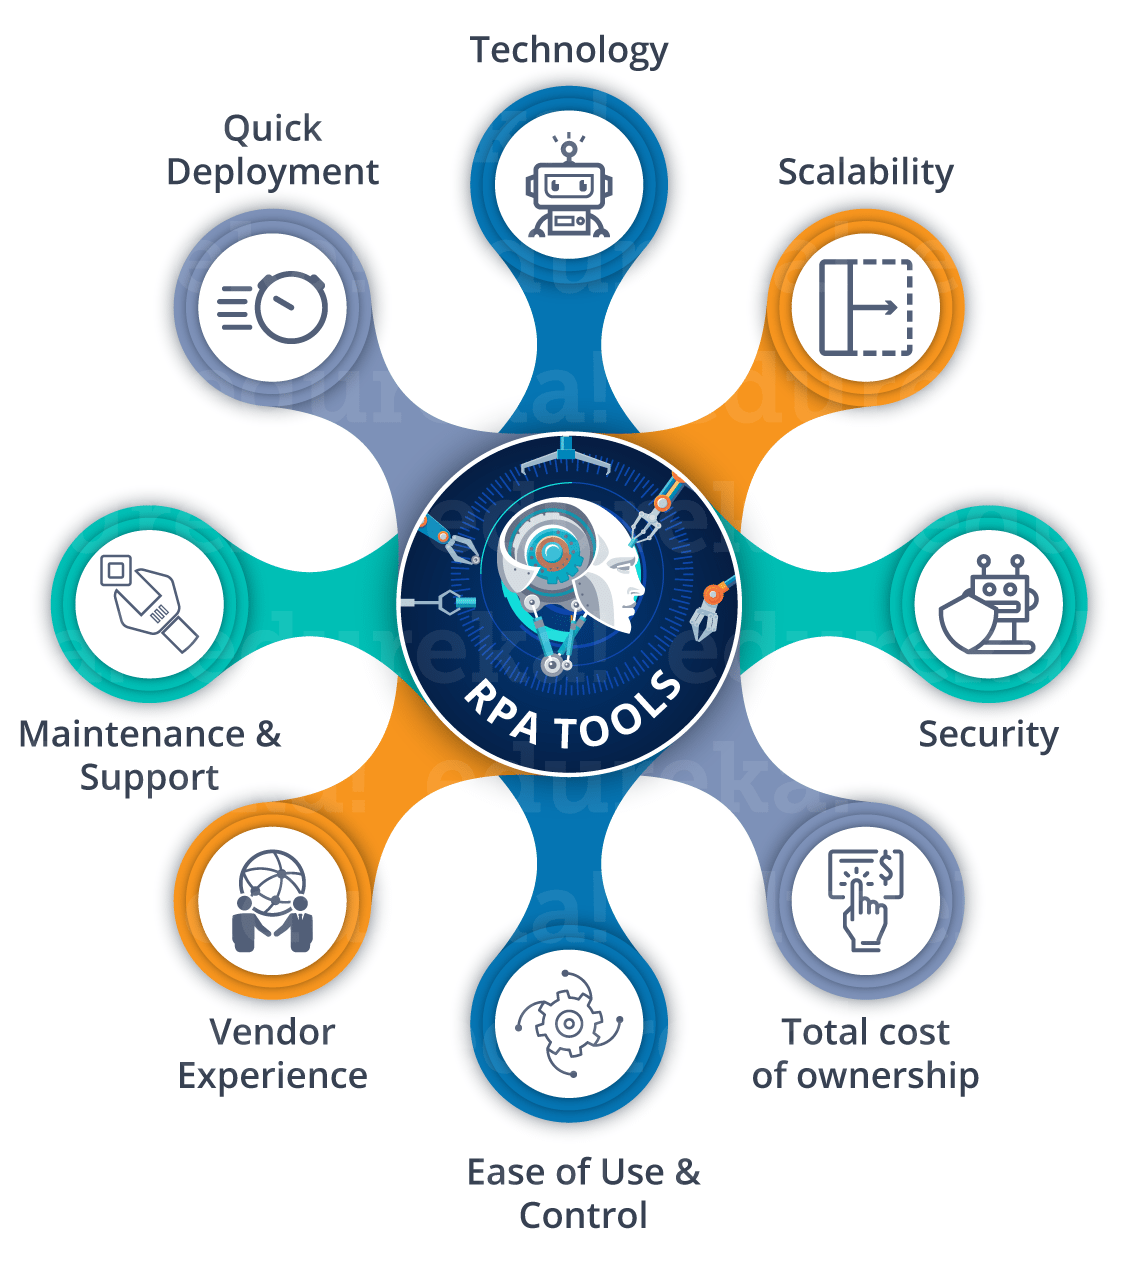 Technology
Quick
Deployment
Scalability
Maintenance &
Support
Security
RPA TOOLS
Vendor
Experience
Total cost
of ownership
Ease of Use &
Control
edureka!
$